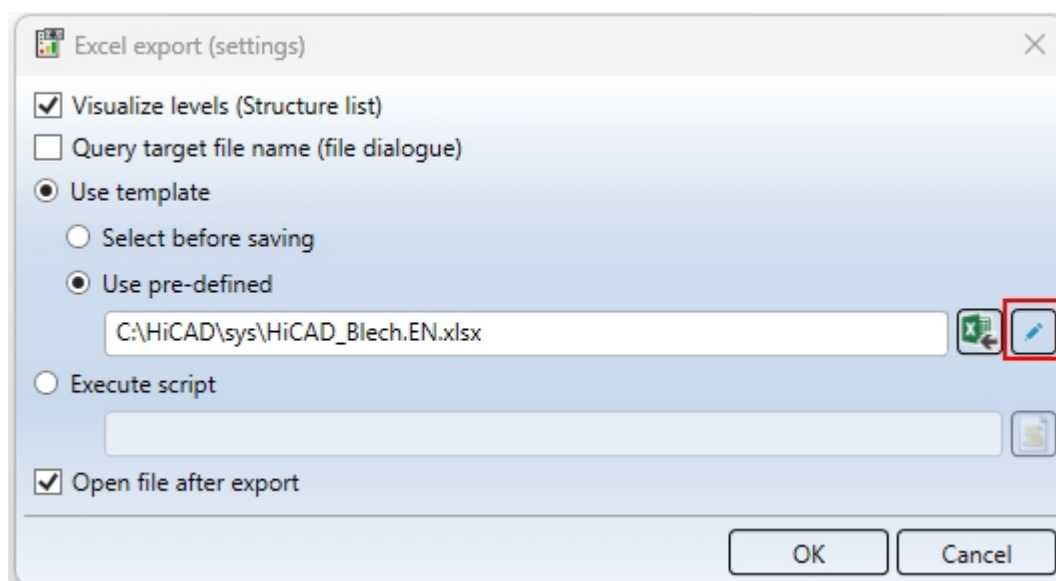 Excel export (settings)
Visualize levels (Structure list)
Query target file name (file dialogue)
Use template
Select before saving
Use pre-defined
C:\HiCAD\sys\HiCAD_Blech.EN.xlsx
Execute script
Open file after export
OK Cancel